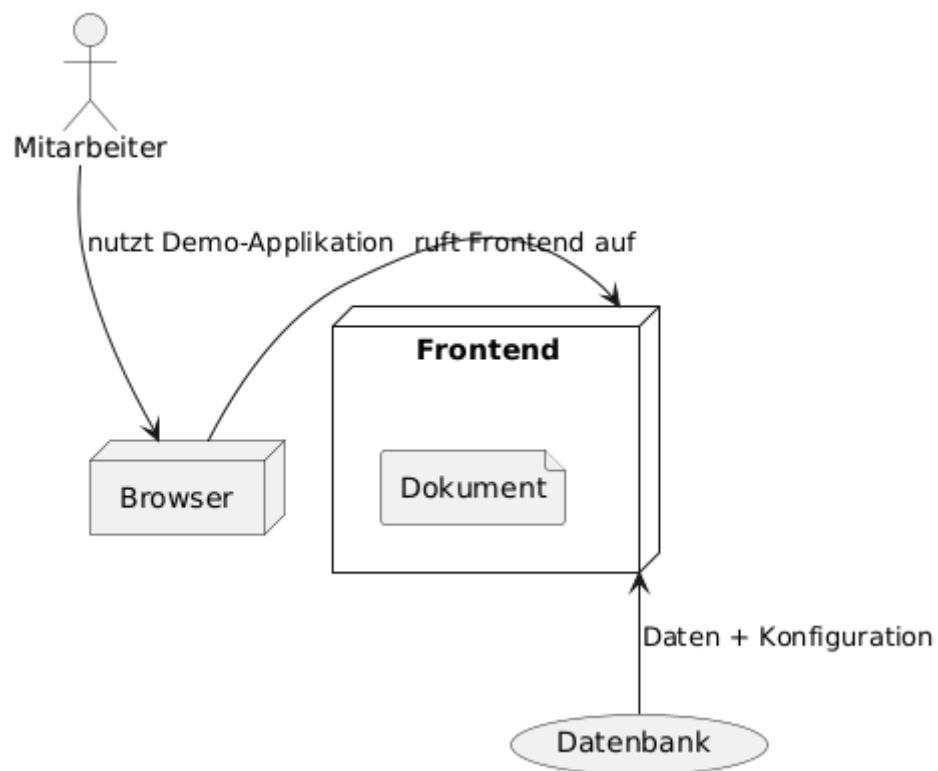 Mitarbeiter
nutzt Demo-Applikation
ruft Frontend auf
Frontend
Dokument
Browser
Daten + Konfiguration
Datenbank